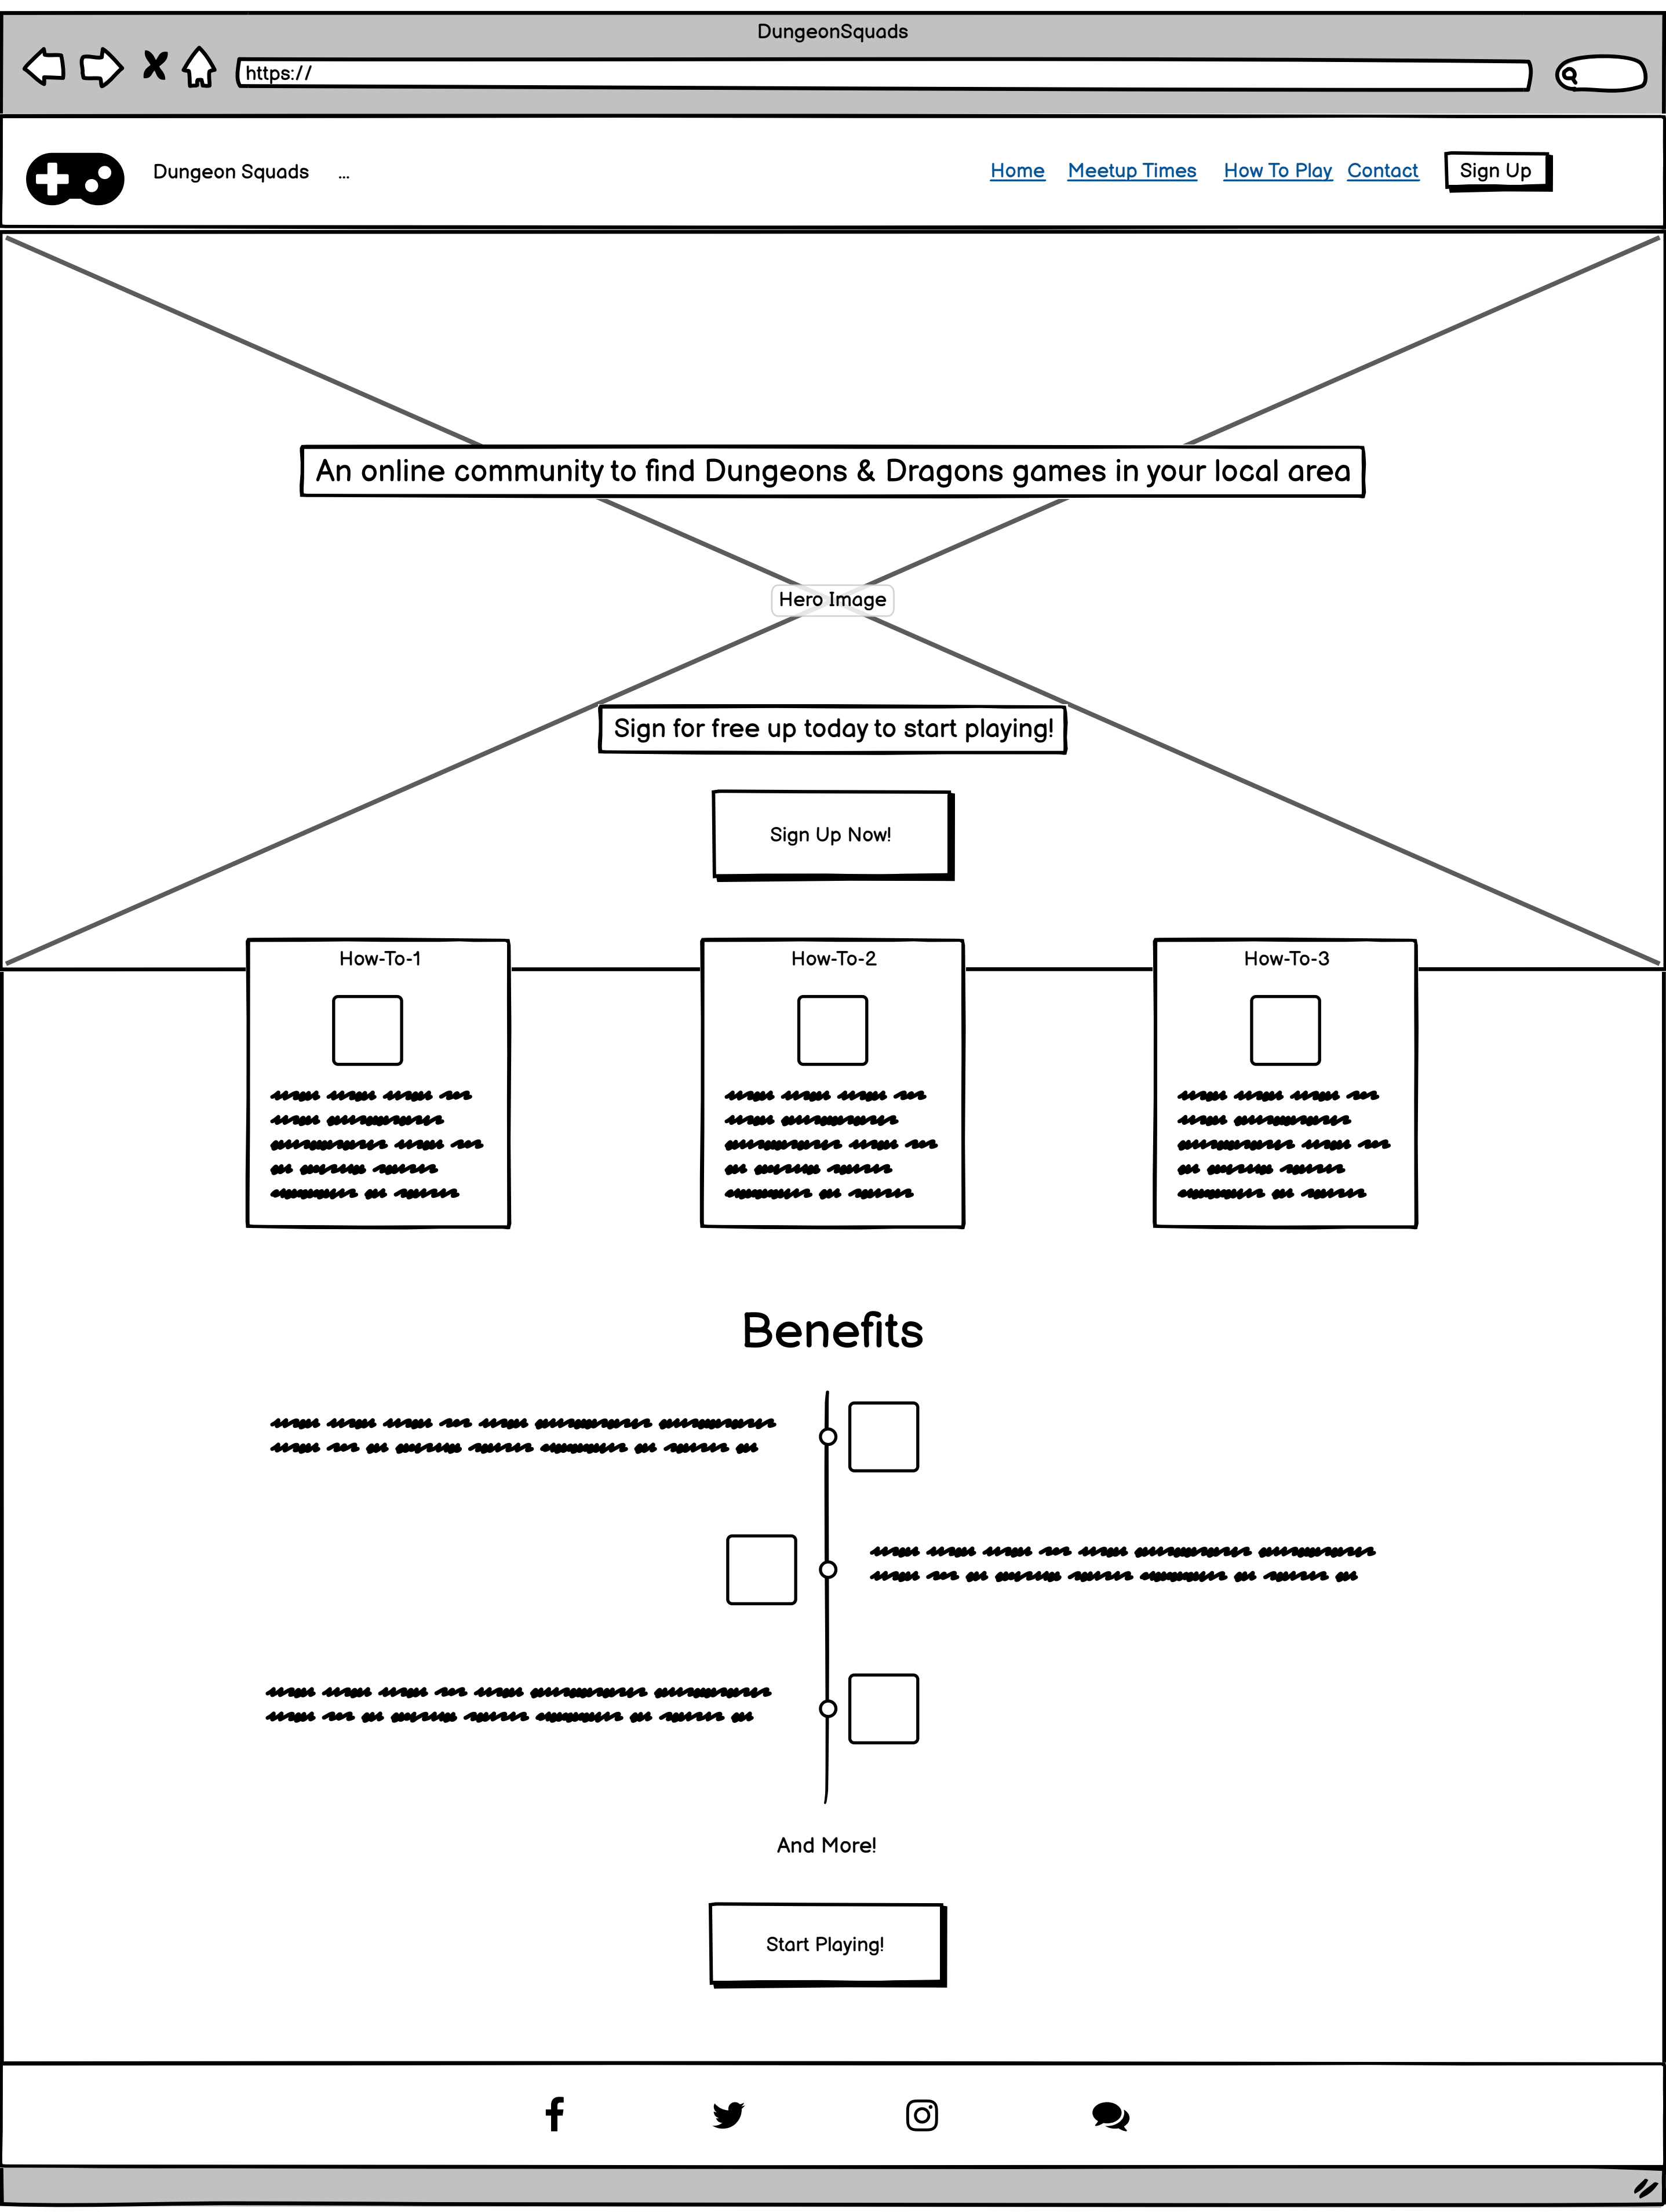 DungeonSquads
https://
Dungeon Squads ... Home Meetup Times How To Play Contact Sign Up
An online community to find Dungeons & Dragons games in your local area
Hero Image
Sign for free up today to start playing!
Sign Up Now!
How-To-1 How-To-2 How-To-3
Benefits
And More!
Start Playing!